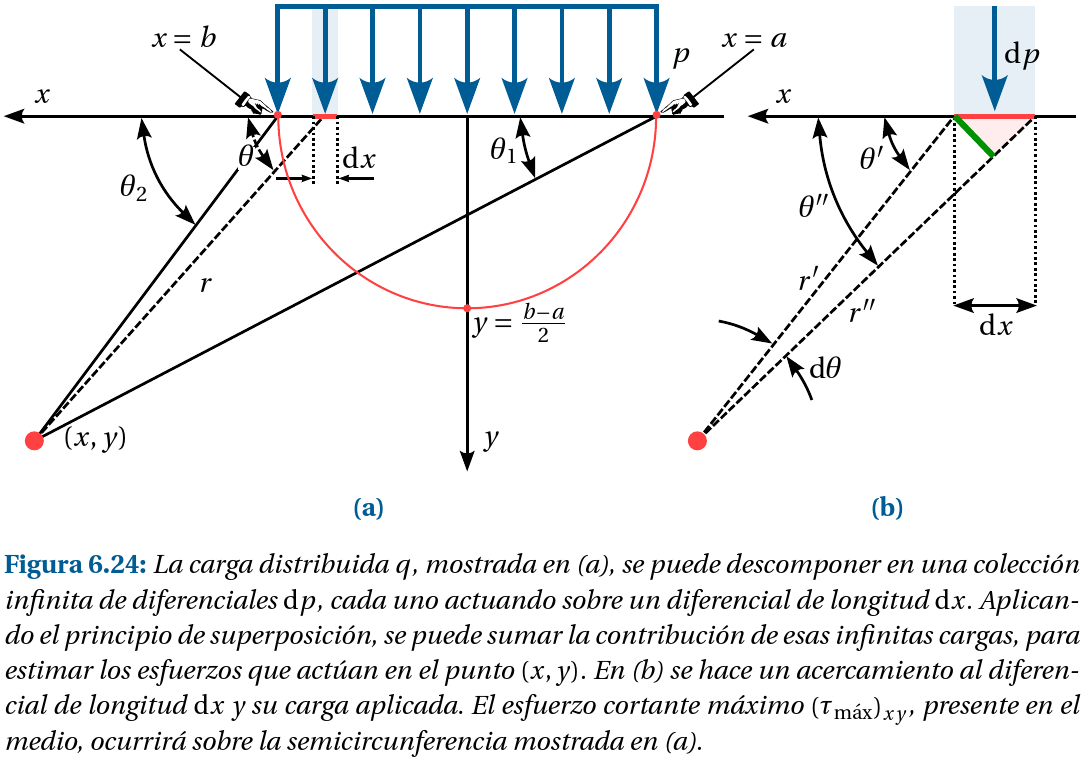 x = b
p
x = a
x
θ
dx
θ₁
θ₂
r
y = (b−a)/2
(x, y)
y
(a)
dp
x
θ′
θ″
r′
r″
dx
dθ
(b)
Figura 6.24: La carga distribuida q, mostrada en (a), se puede descomponer en una colección
infinita de diferenciales dp, cada uno actuando sobre un diferencial de longitud dx. Aplican-
do el principio de superposición, se puede sumar la contribución de esas infinitas cargas, para
estimar los esfuerzos que actúan en el punto (x, y). En (b) se hace un acercamiento al diferen-
cial de longitud dx y su carga aplicada. El esfuerzo cortante máximo (τmáx)xy, presente en el
medio, ocurrirá sobre la semicircunferencia mostrada en (a).